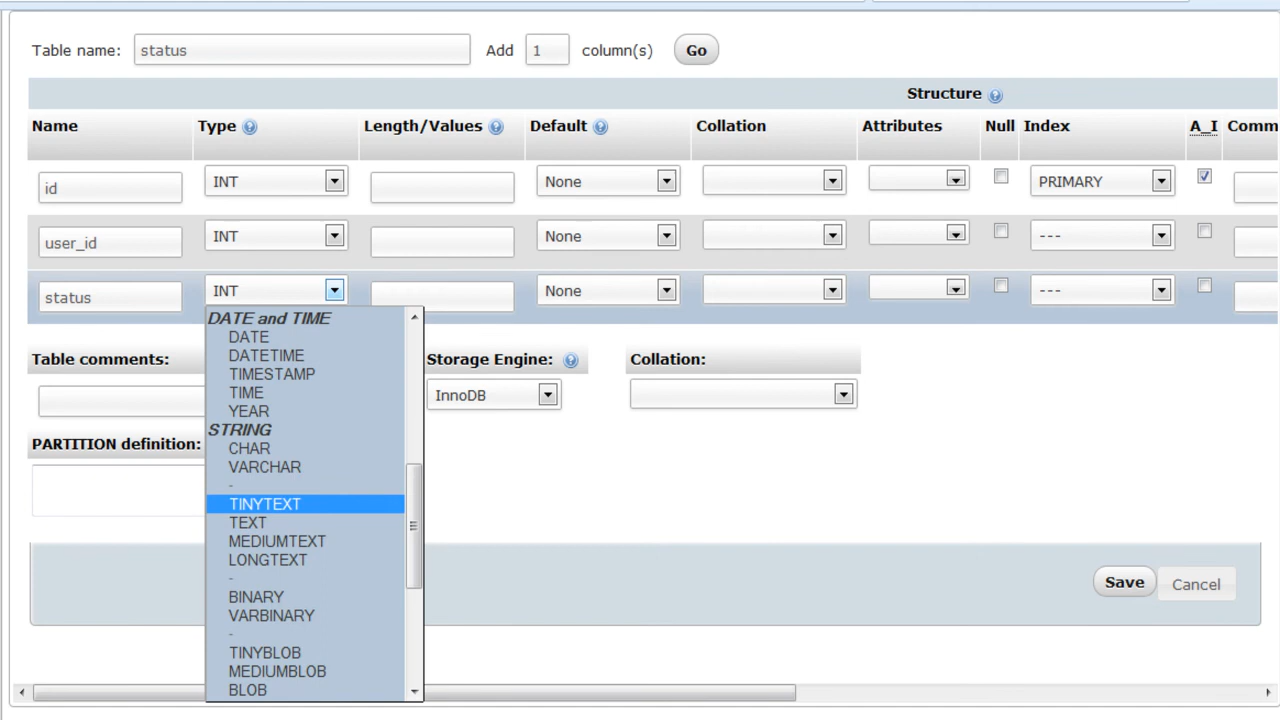 Table name: status Add 1 column(s) Go
Structure
Name Type Length/Values Default Collation Attributes Null Index A_I Comm
id INT None PRIMARY
user_id INT None ---
status INT None ---
DATE and TIME
DATE
DATETIME
TIMESTAMP
TIME
YEAR
STRING
CHAR
VARCHAR
-
TINYTEXT
TEXT
MEDIUMTEXT
LONGTEXT
-
BINARY
VARBINARY
-
TINYBLOB
MEDIUMBLOB
BLOB
Table comments: Storage Engine: Collation:
InnoDB
PARTITION definition:
Save Cancel